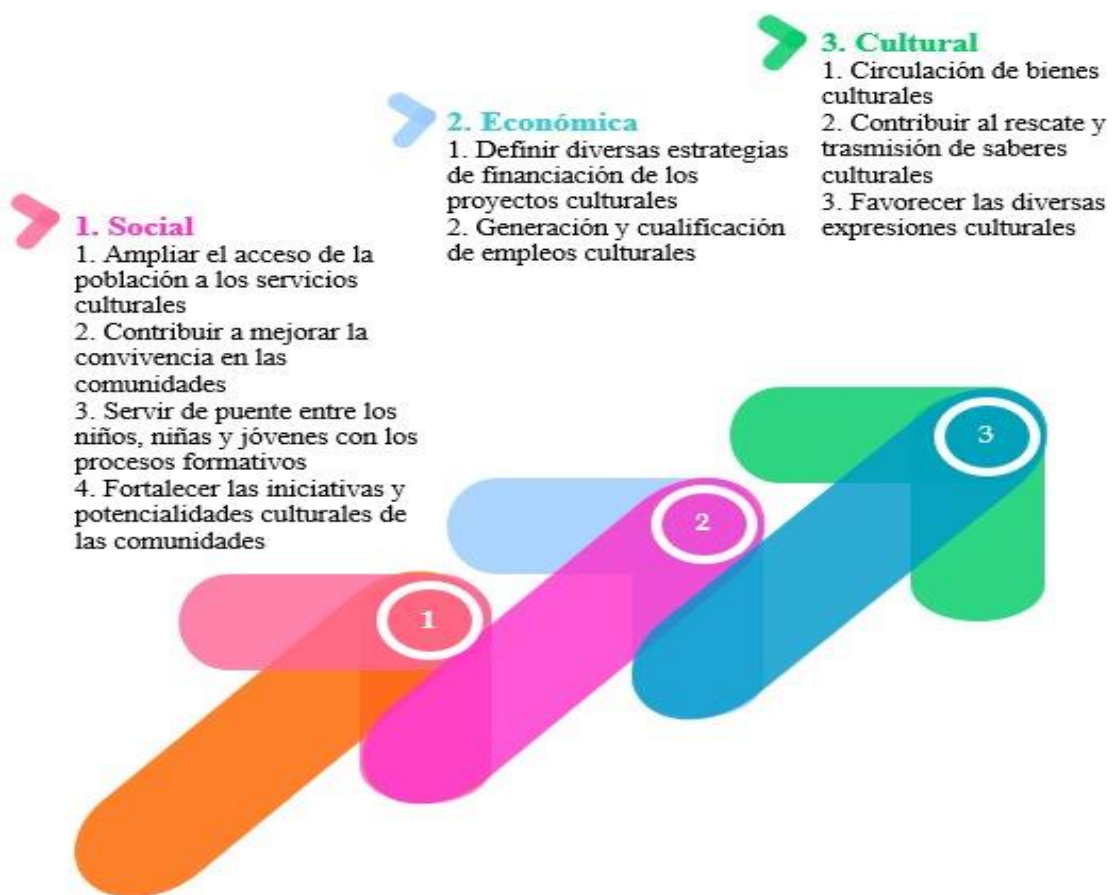 1. Social
1. Ampliar el acceso de la
población a los servicios
culturales
2. Contribuir a mejorar la
convivencia en las
comunidades
3. Servir de puente entre los
niños, niñas y jóvenes con los
procesos formativos
4. Fortalecer las iniciativas y
potencialidades culturales de
las comunidades
2. Económica
1. Definir diversas estrategias
de financiación de los
proyectos culturales
2. Generación y cualificación
de empleos culturales
3. Cultural
1. Circulación de bienes
culturales
2. Contribuir al rescate y
trasmisión de saberes
culturales
3. Favorecer las diversas
expresiones culturales
1
2
3